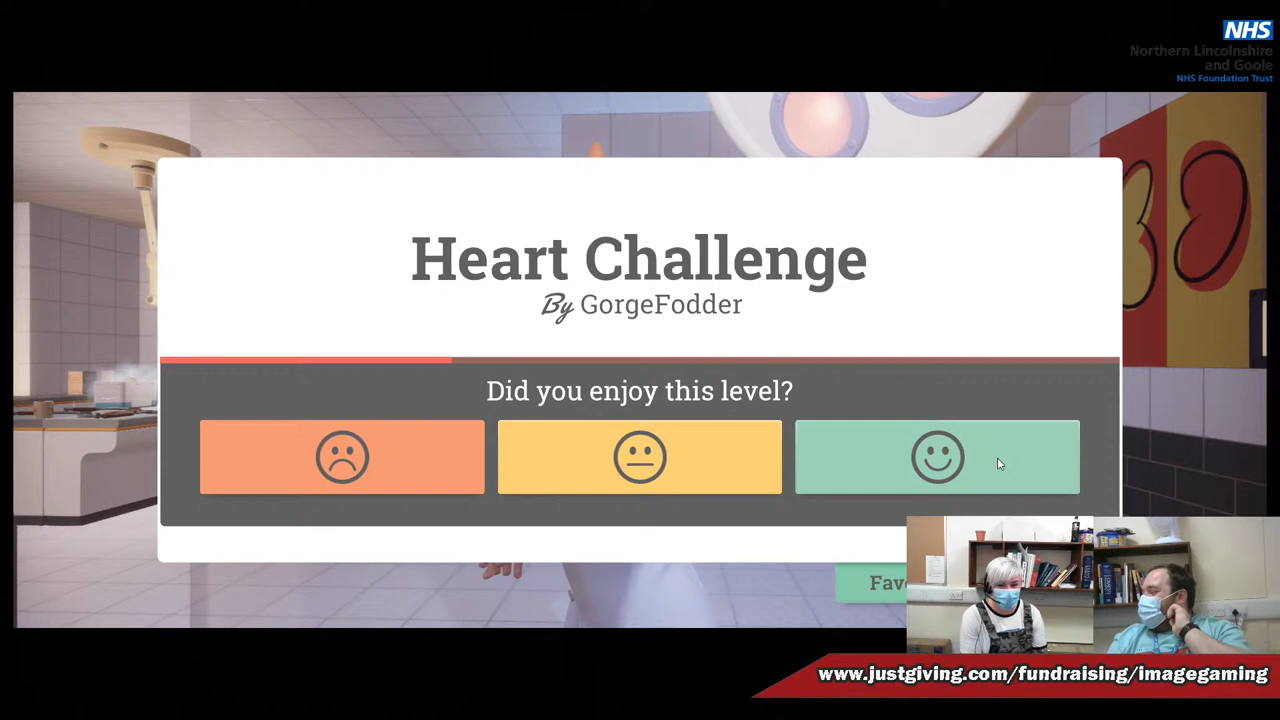 NHS
Northern Lincolnshire
and Goole
NHS Foundation Trust
Heart Challenge
By GorgeFodder
Did you enjoy this level?
www.justgiving.com/fundraising/imagegaming